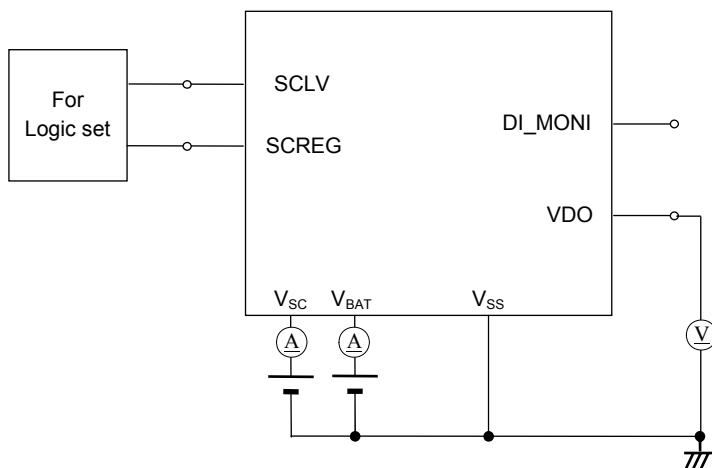 For
Logic set
SCLV
SCREG
DI_MONI
VDO
VSC
VBAT
VSS
A
A
V